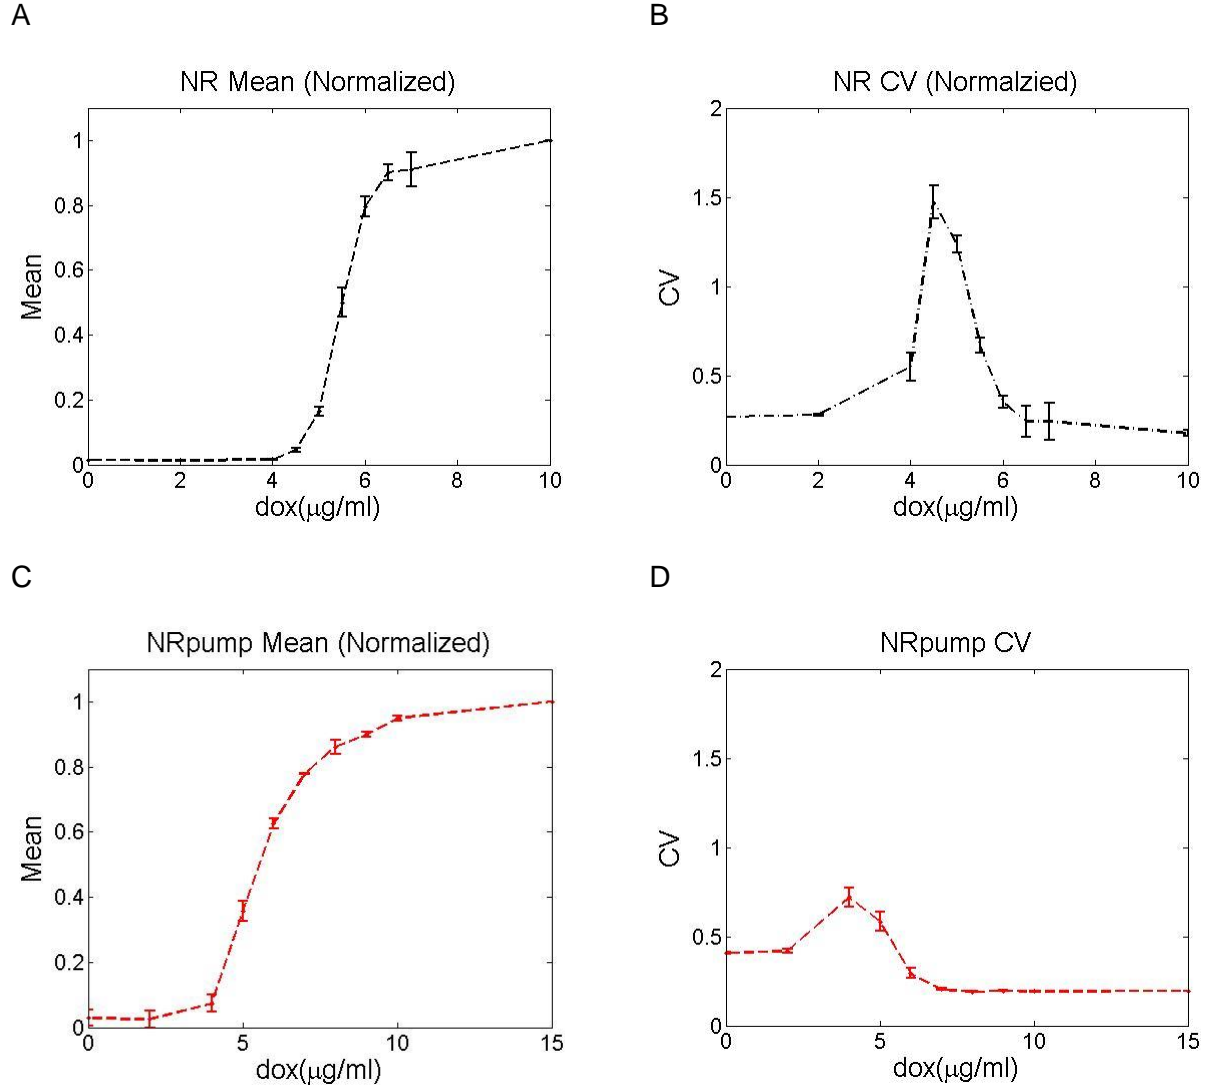 A
NR Mean (Normalized)
Mean
1
0.8
0.6
0.4
0.2
0
0 2 4 6 8 10
dox(μg/ml)
B
NR CV (Normalzied)
CV
2
1.5
1
0.5
0
0 2 4 6 8 10
dox(μg/ml)
C
NRpump Mean (Normalized)
Mean
1
0.8
0.6
0.4
0.2
0
0 5 10 15
dox(μg/ml)
D
NRpump CV
CV
2
1.5
1
0.5
0
0 5 10 15
dox(μg/ml)